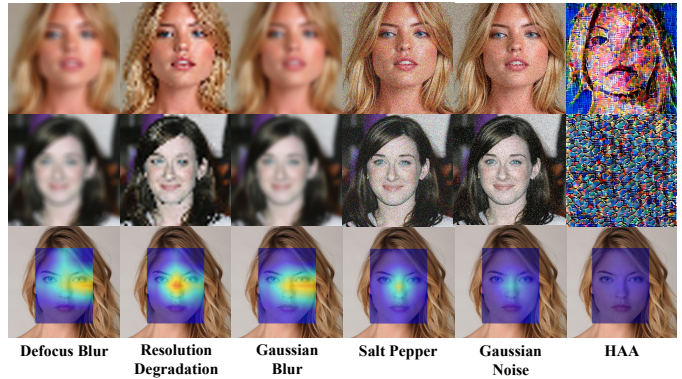 Defocus Blur
Resolution
Degradation
Gaussian
Blur
Salt Pepper
Gaussian
Noise
HAA